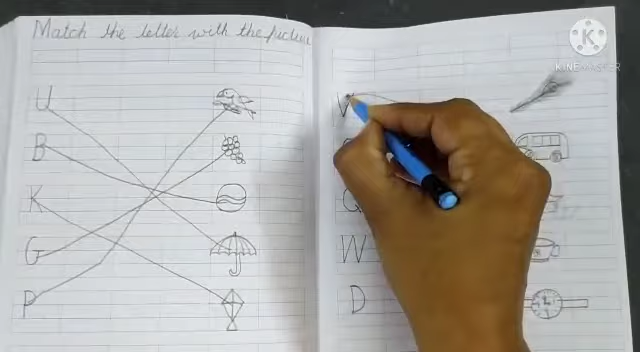 Match the letter with the picture
U
B
K
G
P
V
Q
W
D
KINEMASTER